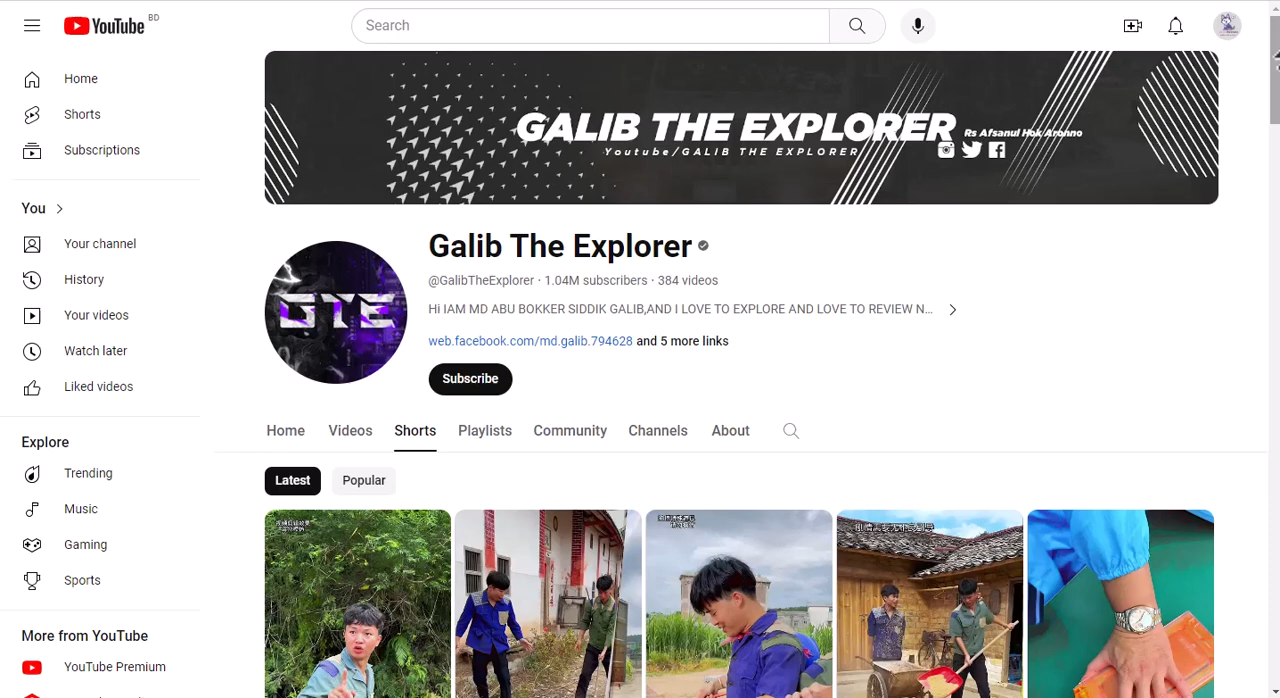 YouTube BD
Search
Home
Shorts
Subscriptions
You
Your channel
History
Your videos
Watch later
Liked videos
Explore
Trending
Music
Gaming
Sports
More from YouTube
YouTube Premium
GALIB THE EXPLORER
Rs Afsanul Hok Aronno
Youtube/GALIB THE EXPLORER
GTE
Galib The Explorer
@GalibTheExplorer · 1.04M subscribers · 384 videos
Hi IAM MD ABU BOKKER SIDDIK GALIB,AND I LOVE TO EXPLORE AND LOVE TO REVIEW N...
web.facebook.com/md.galib.794628 and 5 more links
Subscribe
Home Videos Shorts Playlists Community Channels About
Latest Popular